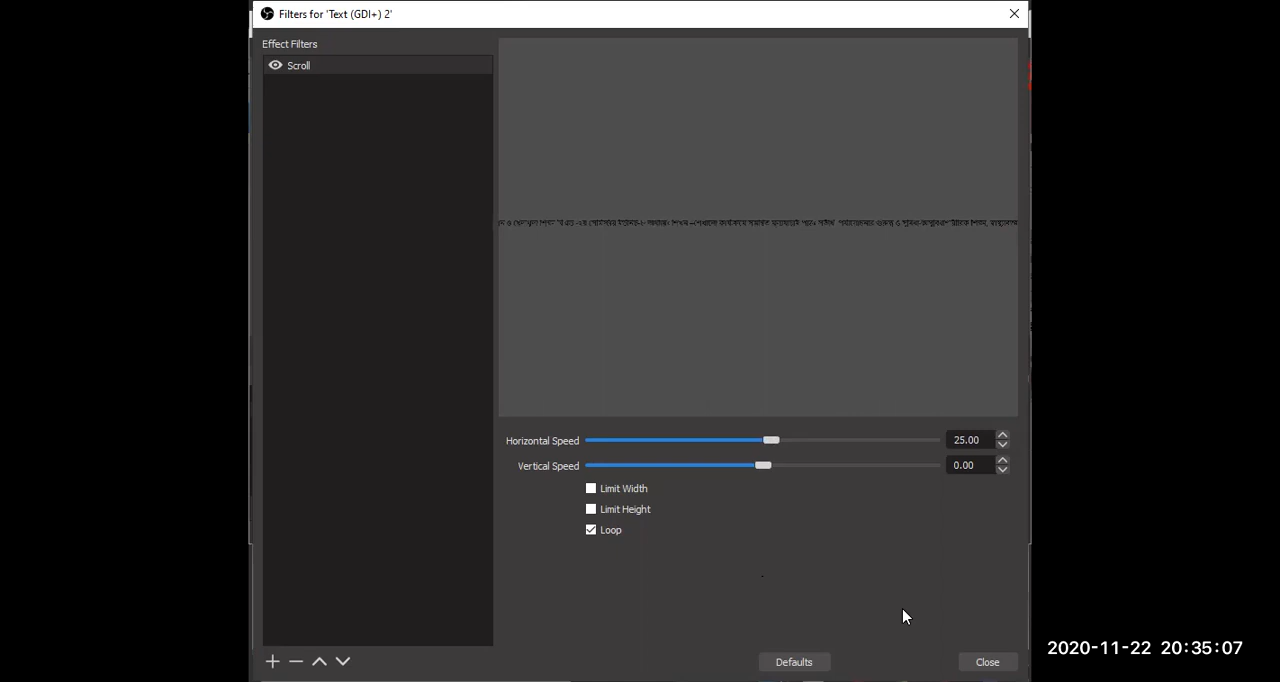 Filters for 'Text (GDI+) 2'
Effect Filters
Scroll
Horizontal Speed 25.00
Vertical Speed 0.00
Limit Width
Limit Height
Loop
Defaults Close
2020-11-22 20:35:07